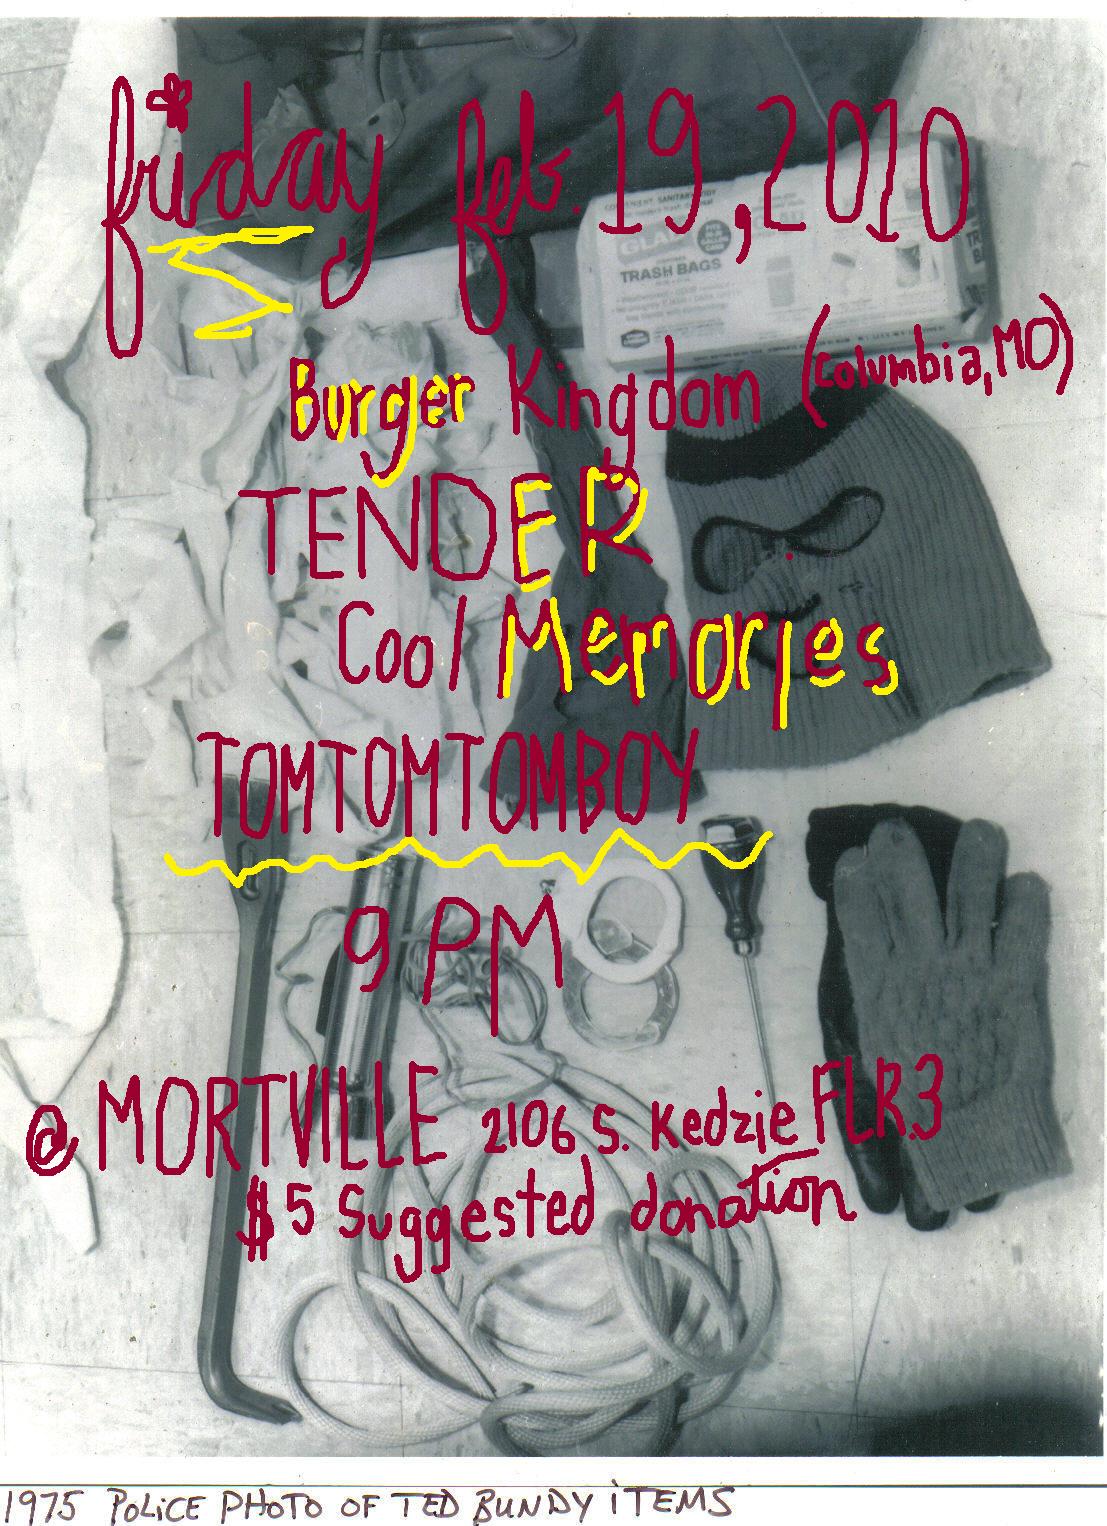 friday feb. 19, 2010
GLAD
TRASH BAGS
Burger Kingdom (Columbia, MO)
TENDER
Cool Memories
TOMTOMTOMBOY
9 PM
@ MORTVILLE 2106 S. Kedzie FLR.3
$5 Suggested donation
1975 POLICE PHOTO OF TED BUNDY ITEMS